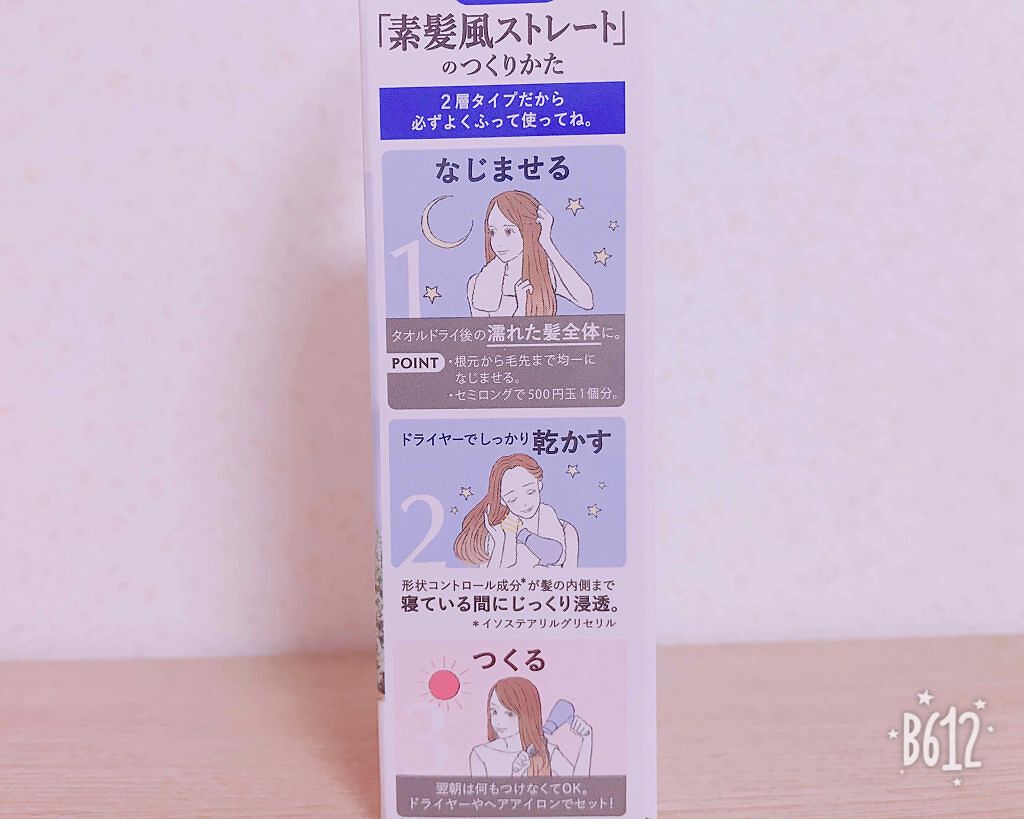 「素髪風ストレート」
のつくりかた
2層タイプだから
必ずよくふって使ってね。
なじませる
1
タオルドライ後の濡れた髪全体に。
POINT ・根元から毛先まで均一に
なじませる。
・セミロングで500円玉1個分。
ドライヤーでしっかり乾かす
2
形状コントロール成分*が髪の内側まで
寝ている間にじっくり浸透。
*イソステアリルグリセリル
つくる
3
翌朝は何もつけなくてOK。
ドライヤーやヘアアイロンでセット!
B612